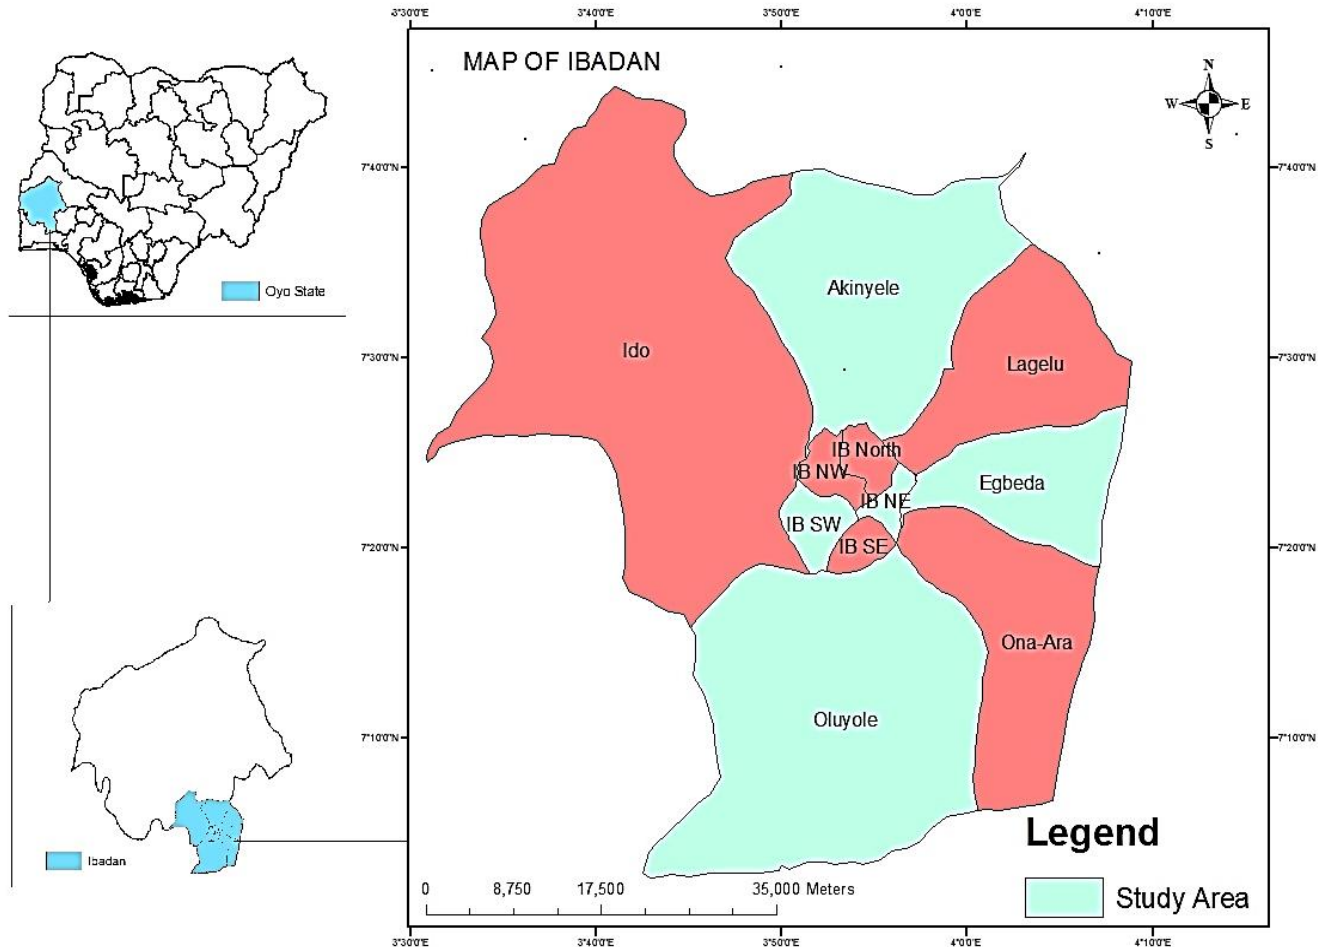 3°30'0"E 3°40'0"E 3°50'0"E 4°0'0"E 4°10'0"E
MAP OF IBADAN
N
W E
S
7°40'0"N 7°40'0"N
Oyo State
Akinyele
Ido
7°30'0"N 7°30'0"N
Lagelu
IB North
IB NW
Egbeda
IB NE
IB SW
IB SE
7°20'0"N 7°20'0"N
Ona-Ara
Oluyole
7°10'0"N 7°10'0"N
Ibadan
Legend
Study Area
0 8,750 17,500 35,000 Meters
3°30'0"E 3°40'0"E 3°50'0"E 4°0'0"E 4°10'0"E